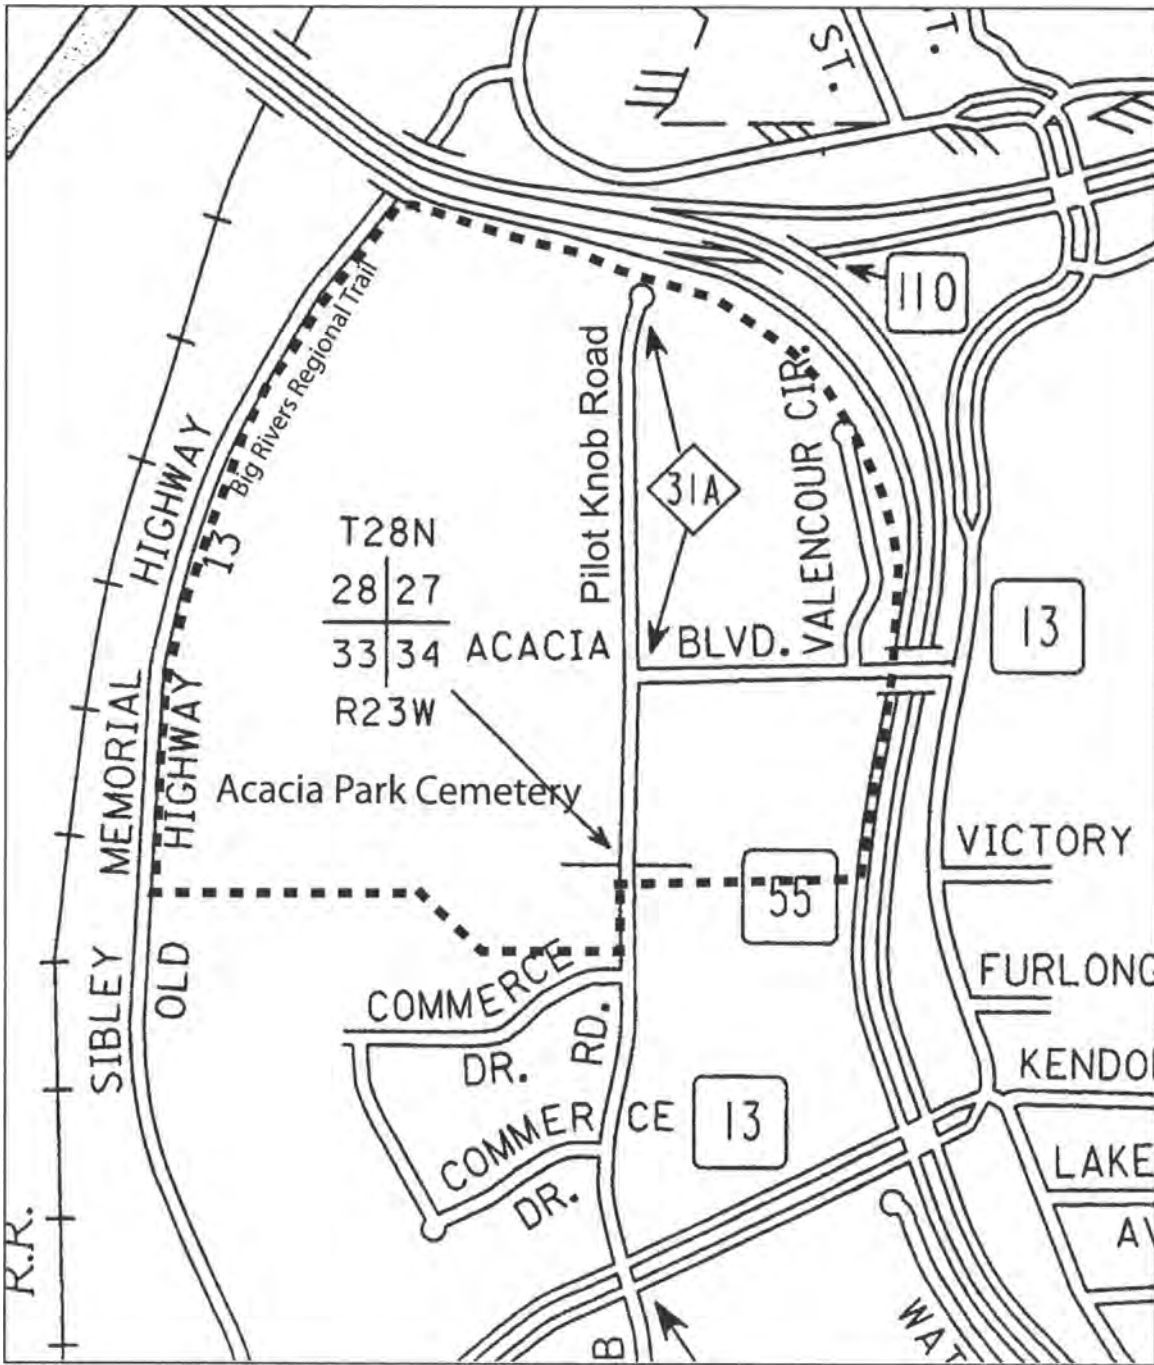 ST.
T.
110
Big Rivers Regional Trail
HIGHWAY
13
Pilot Knob Road
31A
VALENCOUR CIR.
T28N
28 27
33 34
R23W
ACACIA BLVD.
13
MEMORIAL
HIGHWAY
Acacia Park Cemetery
VICTORY
55
SIBLEY
OLD
FURLONG
COMMERCE
DR.
RD.
KENDO
COMMERCE
DR.
13
LAKE
AV
R.R.
B
WAT